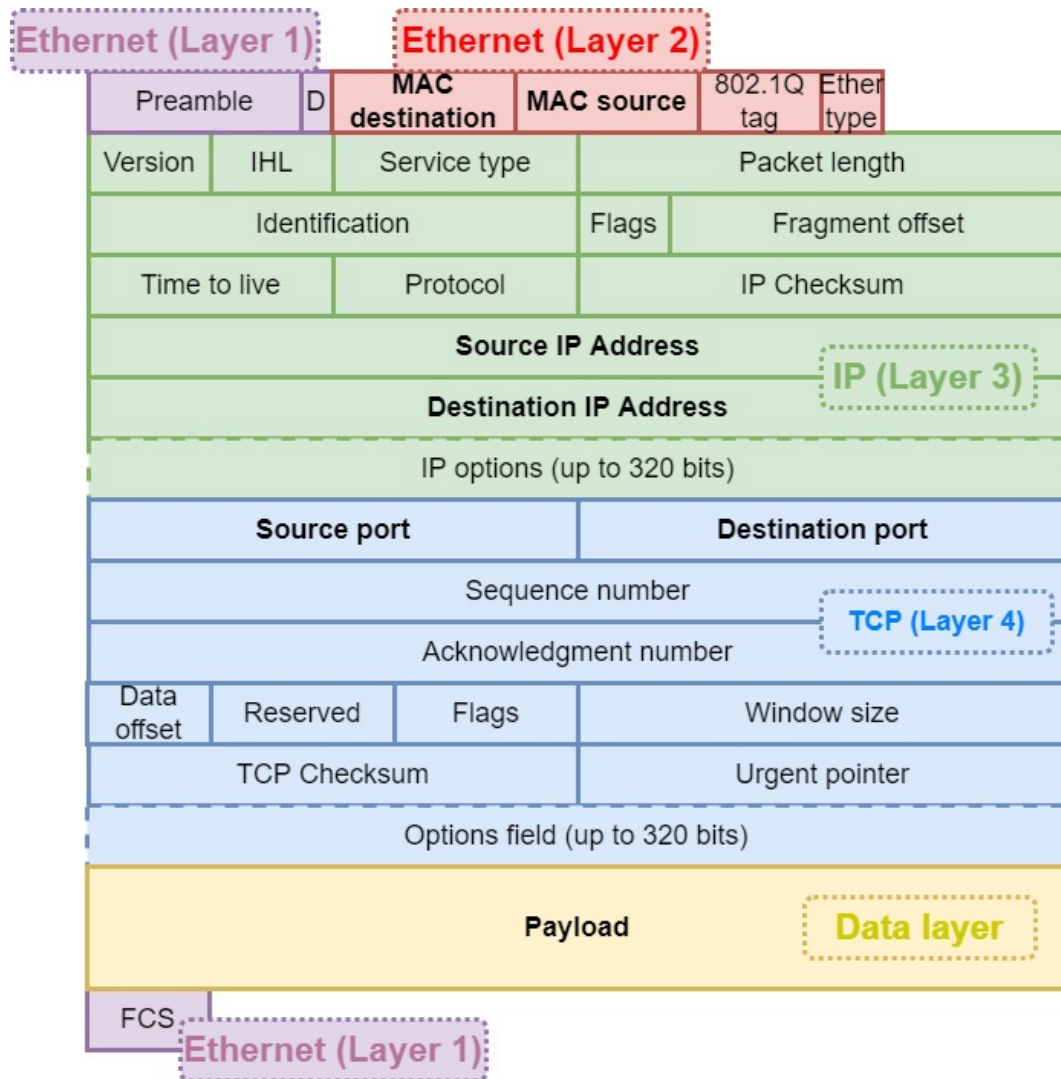 Ethernet (Layer 1)
Ethernet (Layer 2)
Preamble
D
MAC
destination
MAC source
802.1Q
tag
Ether
type
Version
IHL
Service type
Packet length
Identification
Flags
Fragment offset
Time to live
Protocol
IP Checksum
Source IP Address
IP (Layer 3)
Destination IP Address
IP options (up to 320 bits)
Source port
Destination port
Sequence number
TCP (Layer 4)
Acknowledgment number
Data
offset
Reserved
Flags
Window size
TCP Checksum
Urgent pointer
Options field (up to 320 bits)
Payload
Data layer
FCS
Ethernet (Layer 1)